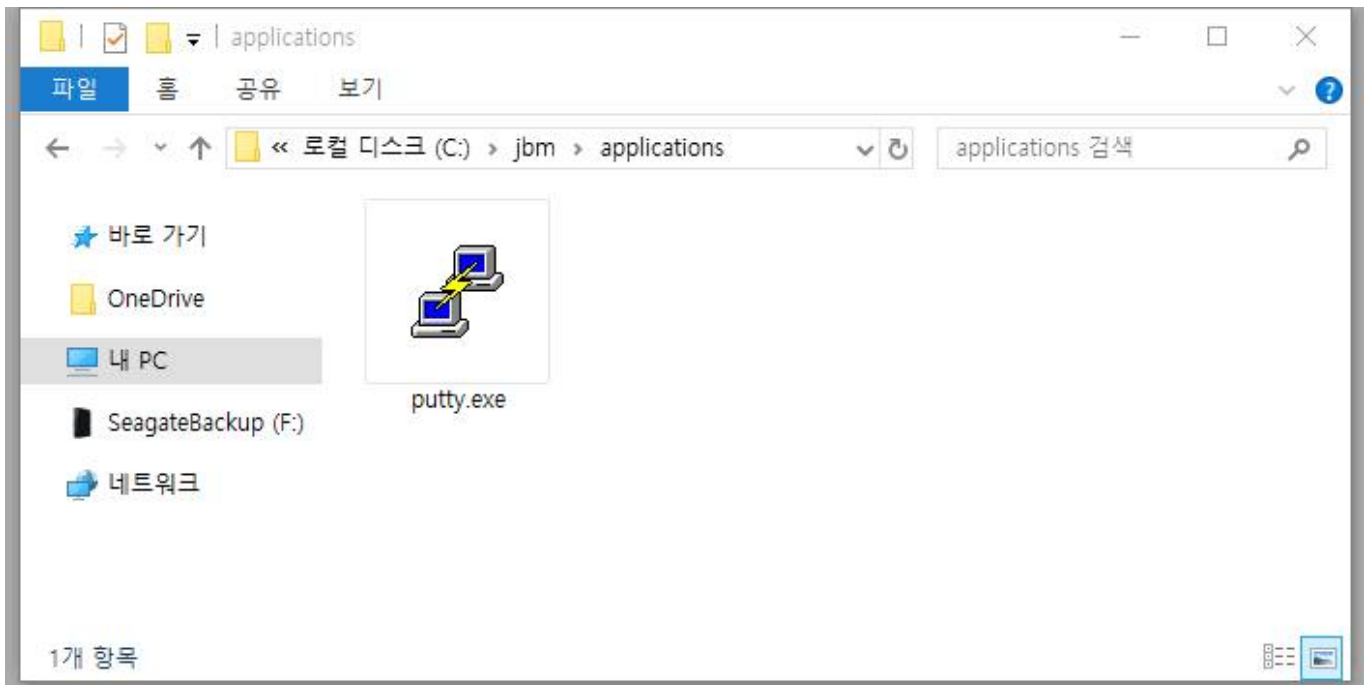 applications
파일 홈 공유 보기
« 로컬 디스크 (C:) › jbm › applications
applications 검색
바로 가기
OneDrive
내 PC
SeagateBackup (F:)
네트워크
putty.exe
1개 항목